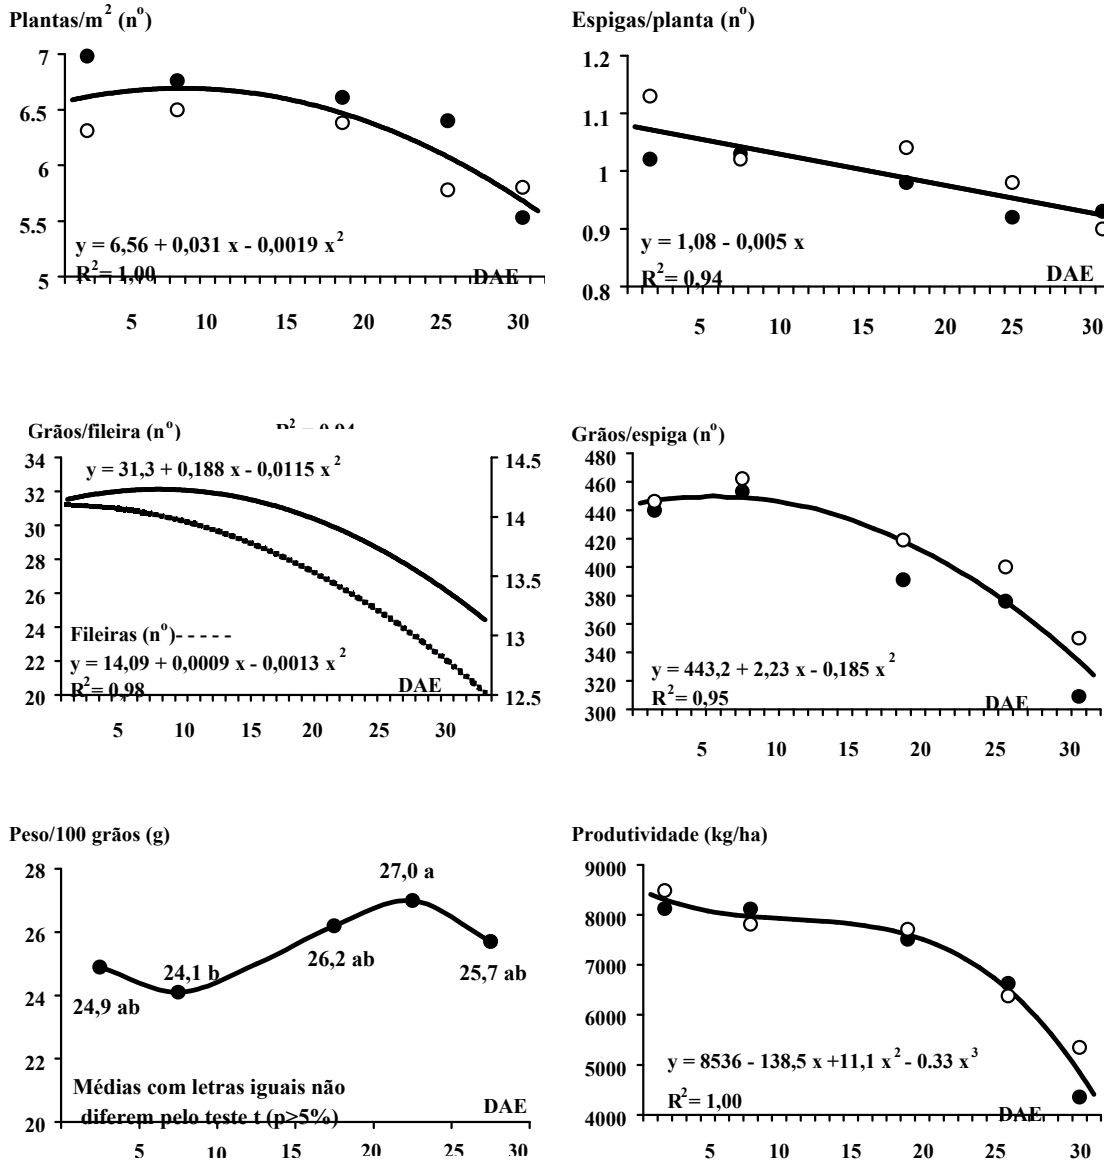 Plantas/m² (nº)
7
6.5
6
5.5
5
y = 6,56 + 0,031 x - 0,0019 x²
R² = 1,00
DAE
5 10 15 20 25 30
Espigas/planta (nº)
1.2
1.1
1
0.9
0.8
y = 1,08 - 0,005 x
R² = 0,94
DAE
5 10 15 20 25 30
Grãos/fileira (nº)
R² = 0,94
34
32
30
28
26
24
22
20
14.5
14
13.5
13
12.5
y = 31,3 + 0,188 x - 0,0115 x²
Fileiras (nº)- - - - -
y = 14,09 + 0,0009 x - 0,0013 x²
R² = 0,98
DAE
5 10 15 20 25 30
Grãos/espiga (nº)
480
460
440
420
400
380
360
340
320
300
y = 443,2 + 2,23 x - 0,185 x²
R² = 0,95
DAE
5 10 15 20 25 30
Peso/100 grãos (g)
28
26
24
22
20
24,9 ab
24,1 b
26,2 ab
27,0 a
25,7 ab
Médias com letras iguais não
diferem pelo teste t (p>5%)
DAE
5 10 15 20 25 30
Produtividade (kg/ha)
9000
8000
7000
6000
5000
4000
y = 8536 - 138,5 x +11,1 x² - 0.33 x³
R² = 1,00
DAE
5 10 15 20 25 30